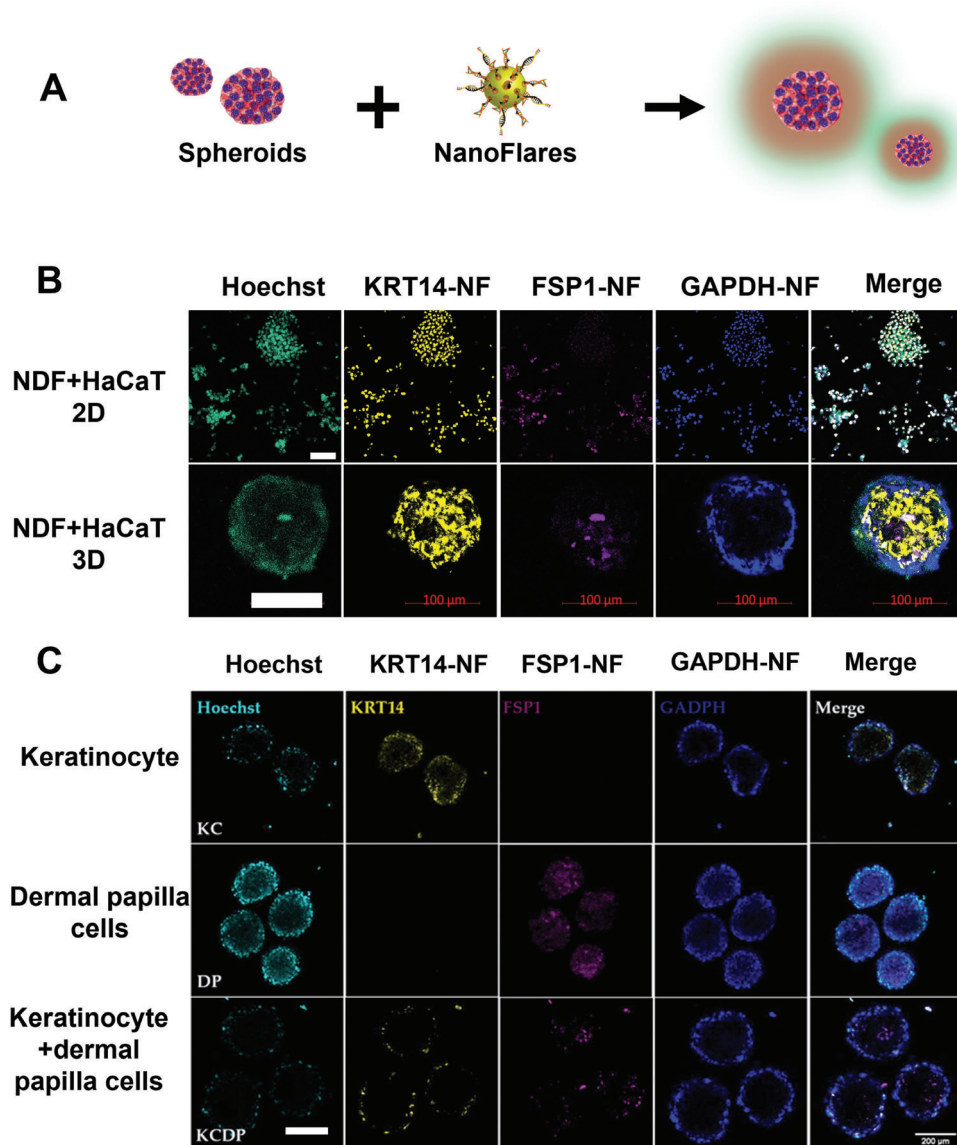 A
Spheroids
NanoFlares
B
Hoechst KRT14-NF FSP1-NF GAPDH-NF Merge
NDF+HaCaT
2D
NDF+HaCaT
3D
100 μm 100 μm 100 μm 100 μm
C
Hoechst KRT14-NF FSP1-NF GAPDH-NF Merge
Hoechst KRT14 FSP1 GADPH Merge
Keratinocyte
KC
Dermal papilla
cells
DP
Keratinocyte
+dermal
papilla cells
KCDP
200 μm